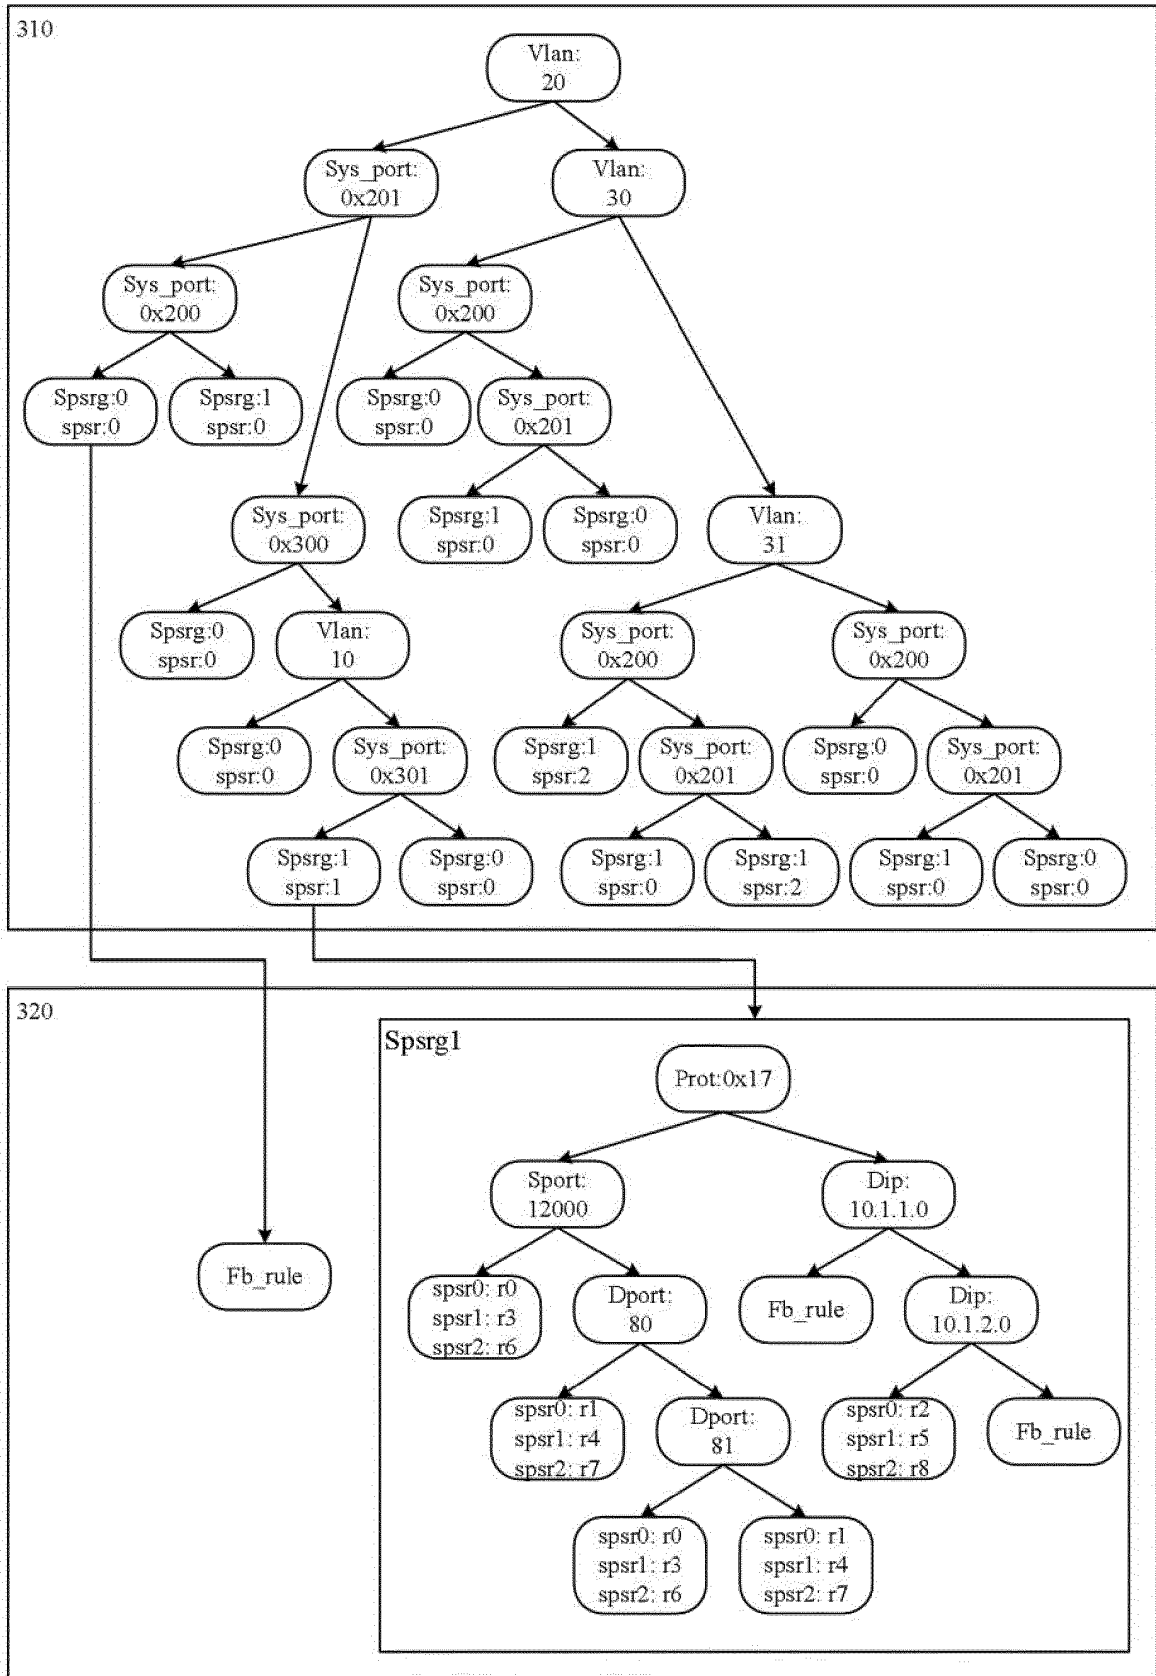 310
Vlan:
20
Sys_port:
0x201
Vlan:
30
Sys_port:
0x200
Sys_port:
0x200
Spsrg:0
spsr:0
Spsrg:1
spsr:0
Spsrg:0
spsr:0
Sys_port:
0x201
Sys_port:
0x300
Spsrg:1
spsr:0
Spsrg:0
spsr:0
Vlan:
31
Spsrg:0
spsr:0
Vlan:
10
Sys_port:
0x200
Sys_port:
0x200
Spsrg:0
spsr:0
Sys_port:
0x301
Spsrg:1
spsr:2
Sys_port:
0x201
Spsrg:0
spsr:0
Sys_port:
0x201
Spsrg:1
spsr:1
Spsrg:0
spsr:0
Spsrg:1
spsr:0
Spsrg:1
spsr:2
Spsrg:1
spsr:0
Spsrg:0
spsr:0
320
Spsrg1
Prot:0x17
Sport:
12000
Dip:
10.1.1.0
Fb_rule
spsr0: r0
spsr1: r3
spsr2: r6
Dport:
80
Fb_rule
Dip:
10.1.2.0
spsr0: r1
spsr1: r4
spsr2: r7
Dport:
81
spsr0: r2
spsr1: r5
spsr2: r8
Fb_rule
spsr0: r0
spsr1: r3
spsr2: r6
spsr0: r1
spsr1: r4
spsr2: r7